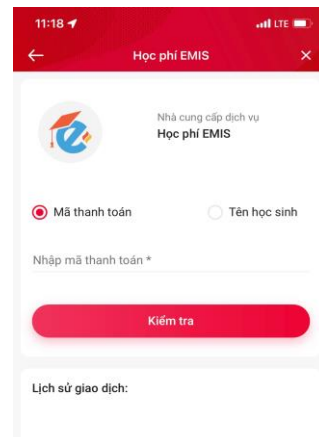 11:18 LTE
Học phí EMIS
Nhà cung cấp dịch vụ
Học phí EMIS
Mã thanh toán Tên học sinh
Nhập mã thanh toán *
Kiểm tra
Lịch sử giao dịch: